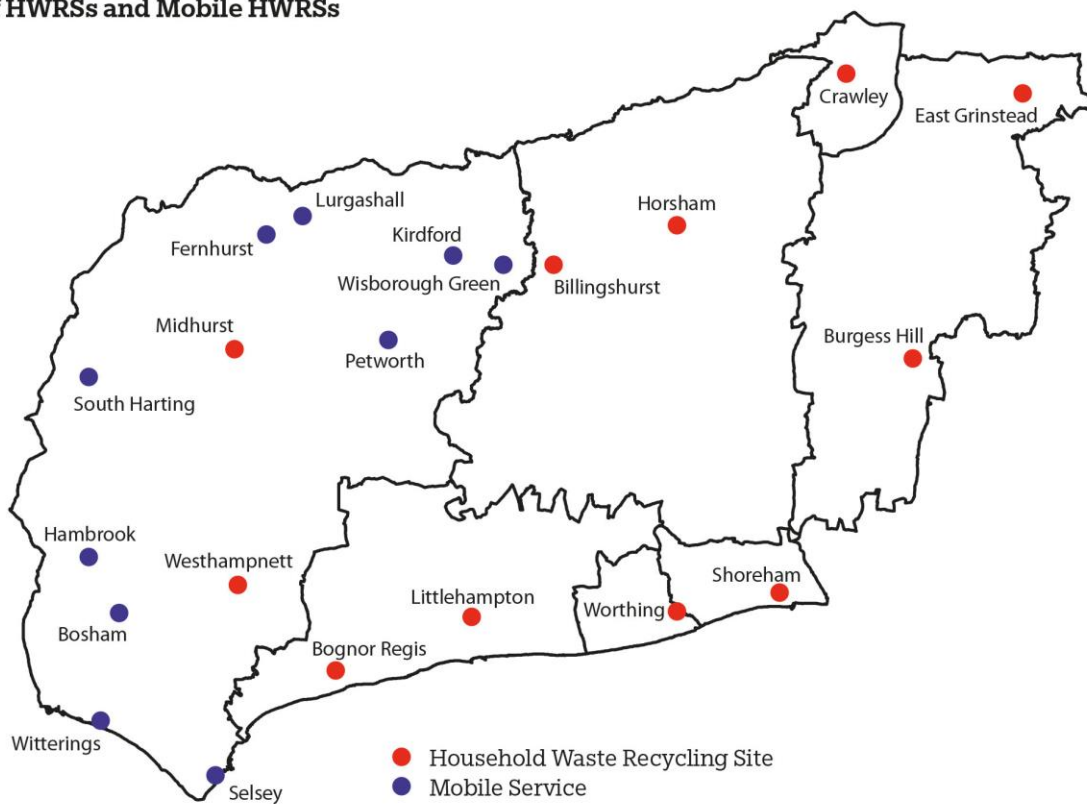 HWRSs and Mobile HWRSs
Crawley
East Grinstead
Lurgashall
Horsham
Fernhurst
Kirdford
Wisborough Green
Billingshurst
Midhurst
Burgess Hill
Petworth
South Harting
Hambrook
Westhampnett
Shoreham
Littlehampton
Worthing
Bosham
Bognor Regis
Witterings
Household Waste Recycling Site
Mobile Service
Selsey